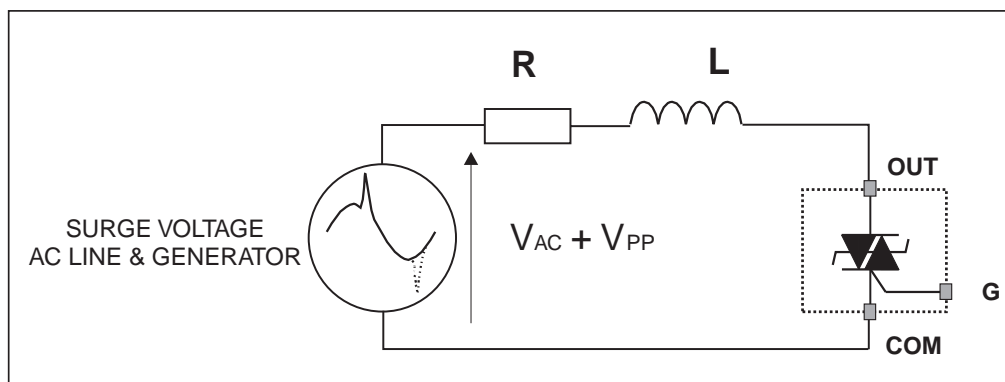 R
L
OUT
SURGE VOLTAGE
AC LINE & GENERATOR
VAC + VPP
G
COM